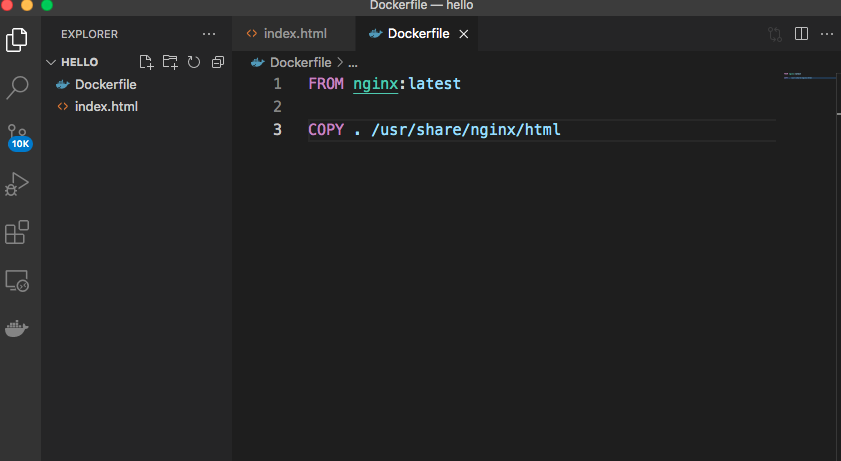 Dockerfile — hello
EXPLORER
HELLO
Dockerfile
index.html
10K
index.html
Dockerfile
Dockerfile > ...
1 FROM nginx:latest
2
3 COPY . /usr/share/nginx/html